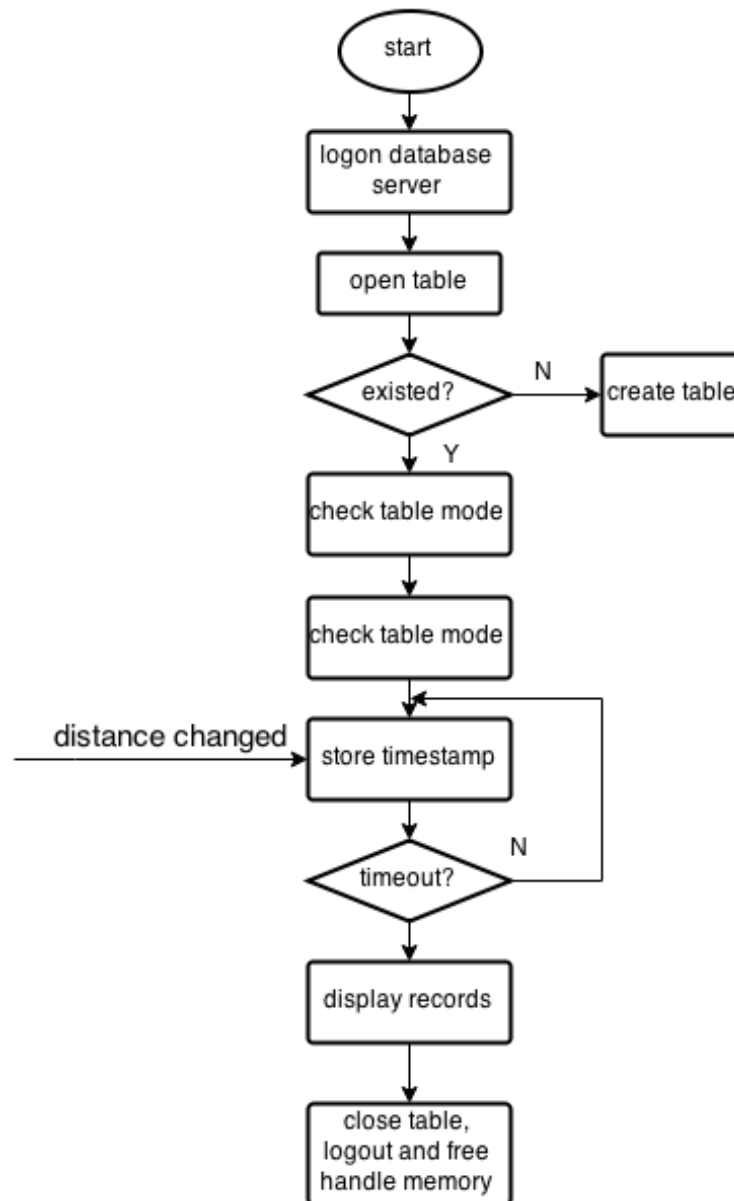 start
logon database
server
open table
existed?
N
create table
Y
check table mode
check table mode
distance changed
store timestamp
timeout?
N
display records
close table,
logout and free
handle memory